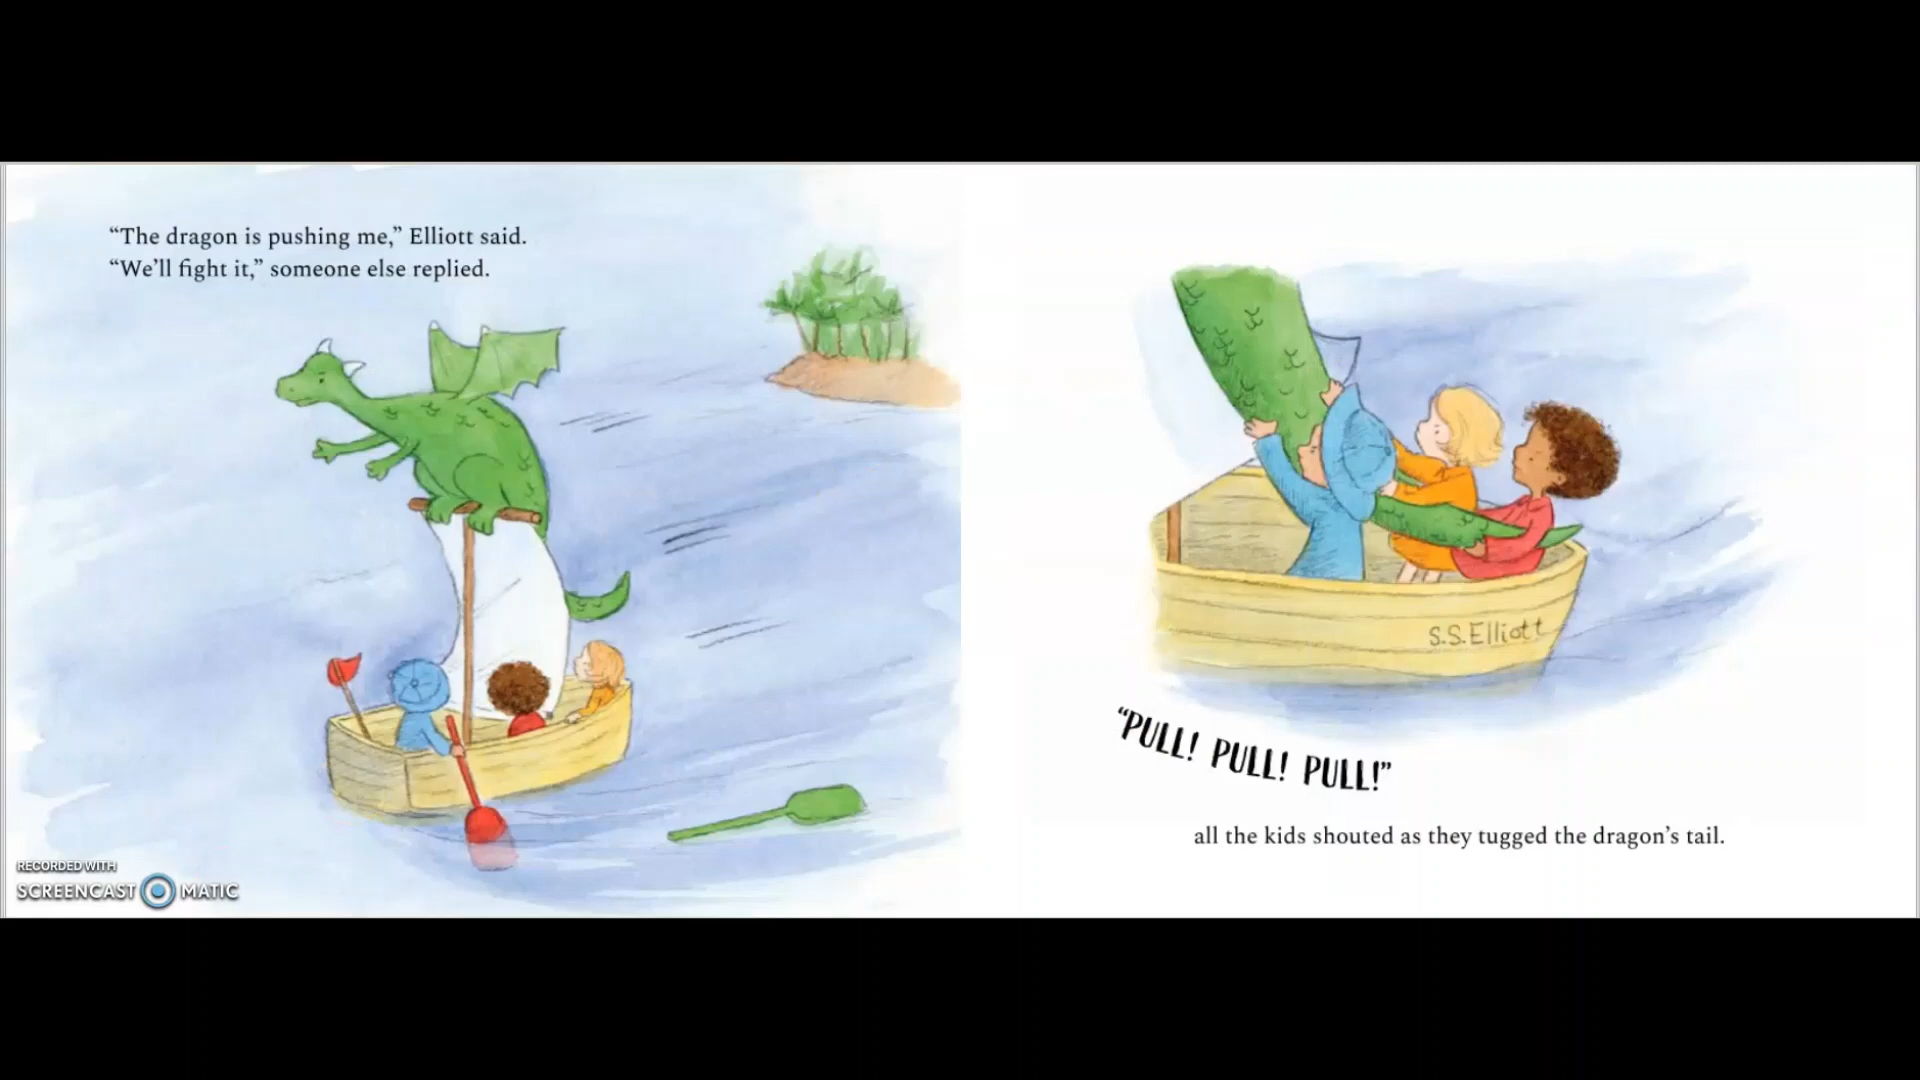 “The dragon is pushing me,” Elliott said.
“We’ll fight it,” someone else replied.
S.S.Elliott
“PULL! PULL! PULL!”
all the kids shouted as they tugged the dragon’s tail.
RECORDED WITH
SCREENCAST MATIC